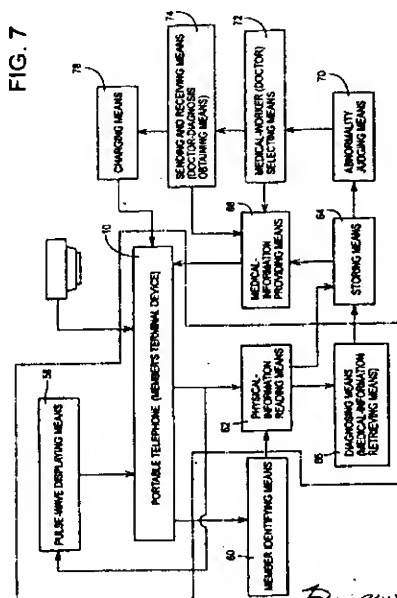 FIG. 7
58
PULSE-WAVE DISPLAYING MEANS
10
PORTABLE TELEPHONE (MEMBER'S TERMINAL DEVICE)
78
CHARGING MEANS
74
SENDING AND RECEIVING MEANS
(DOCTOR-DIAGNOSIS
OBTAINING MEANS)
72
MEDICAL-WORKER (DOCTOR)
SELECTING MEANS
MEDICAL-INFORMATION
PROVIDING MEANS
70
ABNORMALITY
JUDGING MEANS
64
STORING MEANS
62
PHYSICAL-
INFORMATION
READING MEANS
DIAGNOSING MEANS
(MEDICAL-INFORMATION
RETRIEVING MEANS)
60
MEMBER IDENTIFYING MEANS